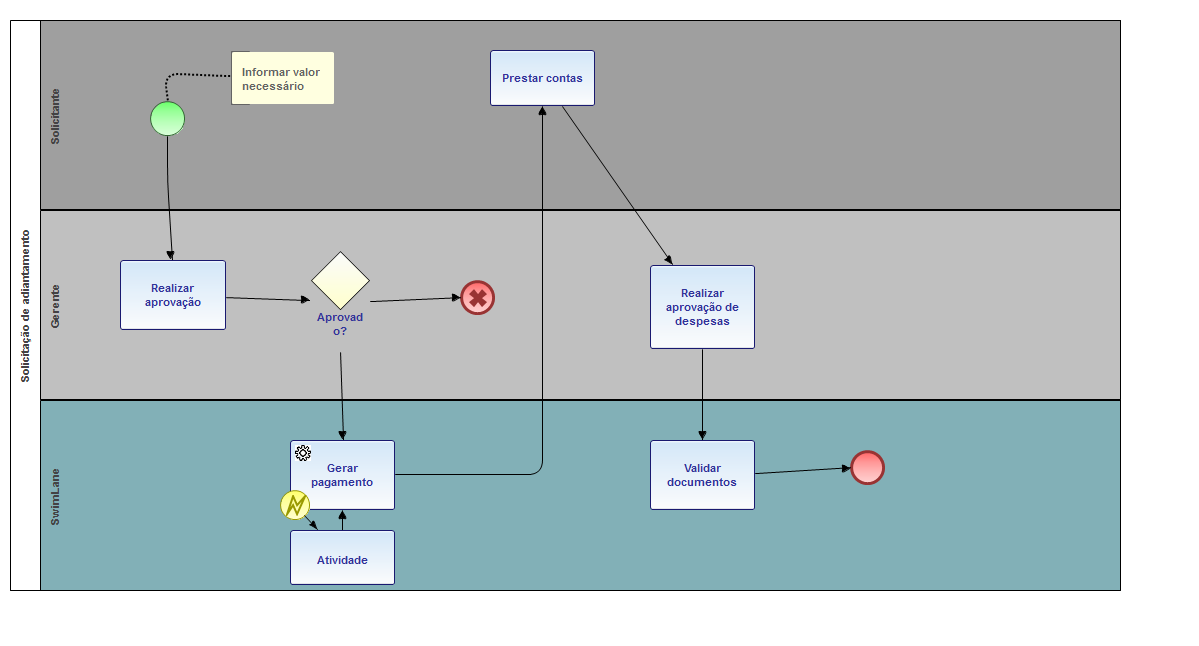 Solicitação de adiantamento
Solicitante
Informar valor
necessário
Prestar contas
Gerente
Realizar
aprovação
Aprovad
o?
Realizar
aprovação de
despesas
SwimLane
Gerar
pagamento
Atividade
Validar
documentos